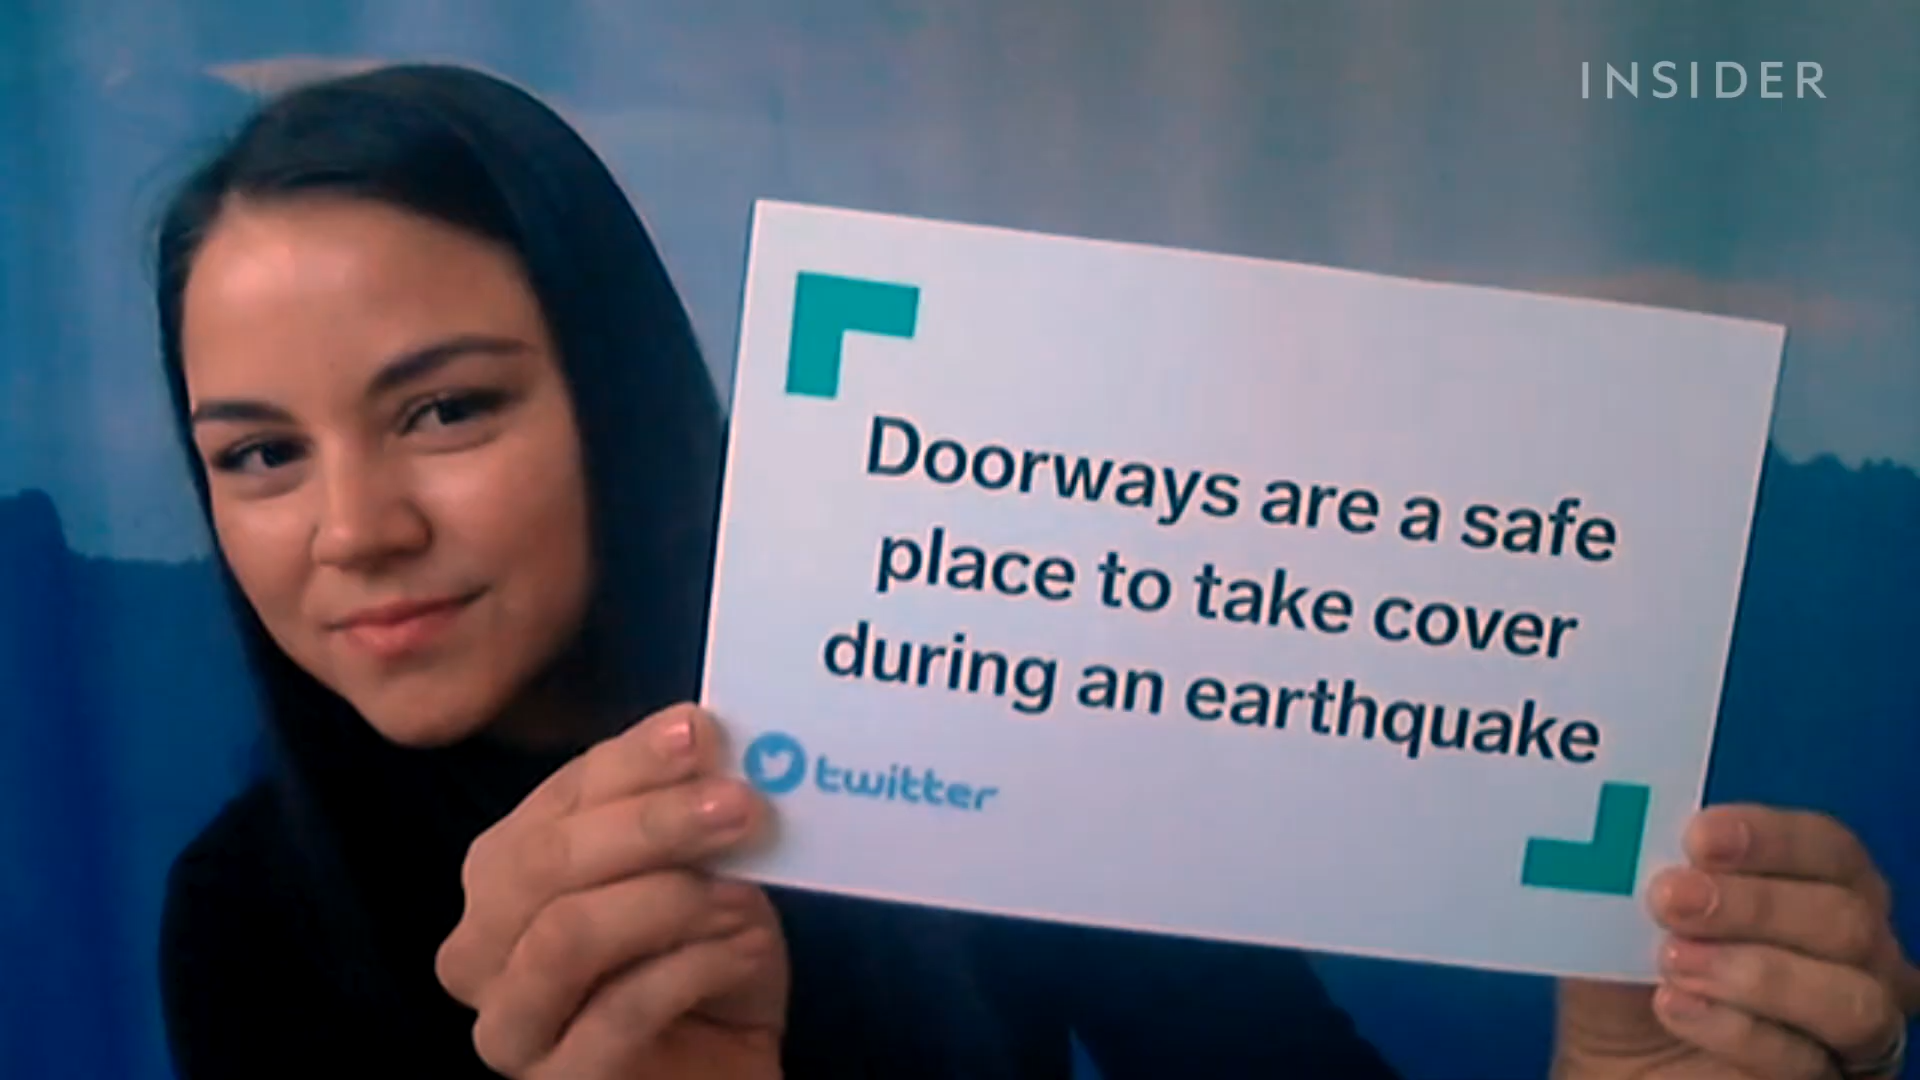 INSIDER
Doorways are a safe
place to take cover
during an earthquake
twitter